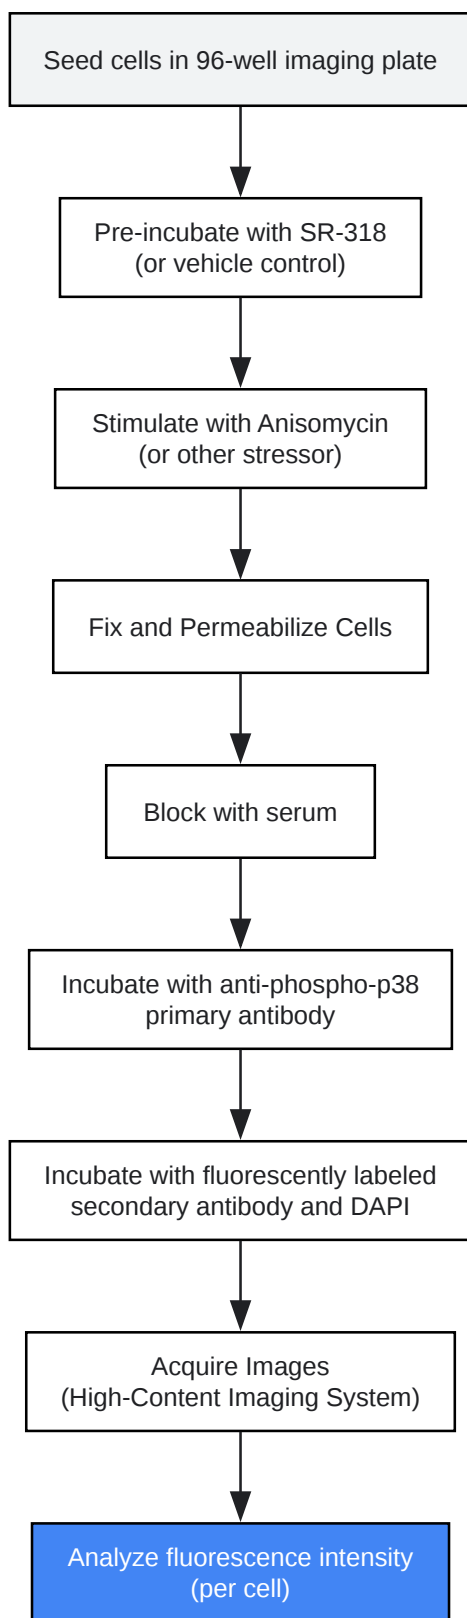 Seed cells in 96-well imaging plate
Pre-incubate with SR-318
(or vehicle control)
Stimulate with Anisomycin
(or other stressor)
Fix and Permeabilize Cells
Block with serum
Incubate with anti-phospho-p38
primary antibody
Incubate with fluorescently labeled
secondary antibody and DAPI
Acquire Images
(High-Content Imaging System)
Analyze fluorescence intensity
(per cell)